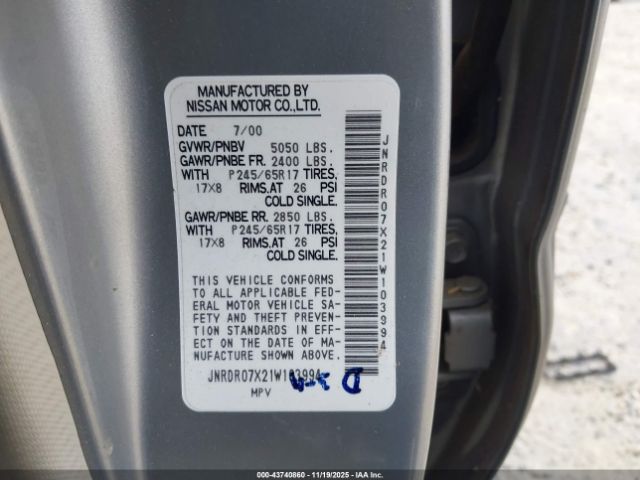 MANUFACTURED BY
NISSAN MOTOR CO.,LTD.
DATE 7/00
GVWR/PNBV 5050 LBS.
GAWR/PNBE FR. 2400 LBS.
WITH P245/65R17 TIRES,
17X8 RIMS.AT 26 PSI
COLD SINGLE.
GAWR/PNBE RR. 2850 LBS.
WITH P245/65R17 TIRES,
17X8 RIMS.AT 26 PSI
COLD SINGLE.
THIS VEHICLE CONFORMS
TO ALL APPLICABLE FED-
ERAL MOTOR VEHICLE SA-
FETY AND THEFT PREVEN-
TION STANDARDS IN EFF-
ECT ON THE DATE OF MA-
NUFACTURE SHOWN ABOVE.
JNRDR07X21W103994
MPV
JNRDR07X21W103994
000-43740860 - 11/19/2025 - IAAI.COM